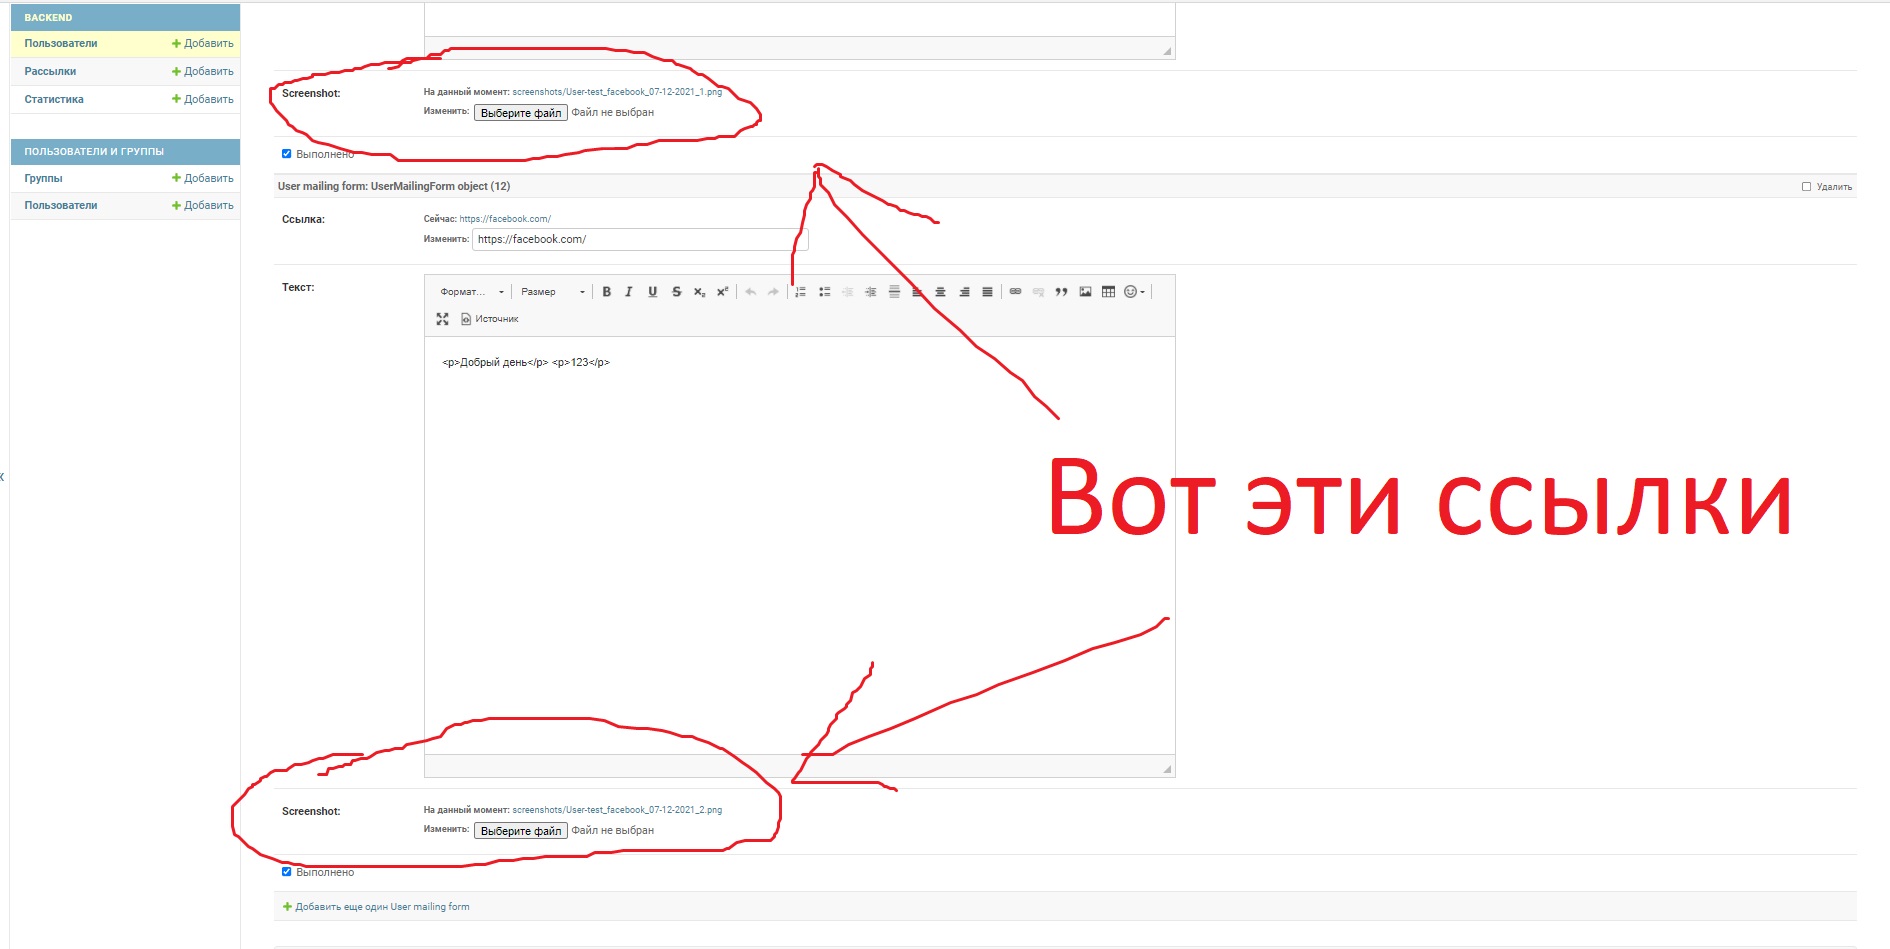 BACKEND
Пользователи + Добавить
Рассылки + Добавить
Статистика + Добавить
ПОЛЬЗОВАТЕЛИ И ГРУППЫ
Группы + Добавить
Пользователи + Добавить
Screenshot: На данный момент: screenshots/User-test_facebook_07-12-2021_1.png
Изменить: Выберите файл Файл не выбран
Выполнено
User mailing form: UserMailingForm object (12) Удалить
Ссылка: Сейчас: https://facebook.com/
Изменить: https://facebook.com/
Текст: Формат... Размер B I U S x₂ x²
Источник
<p>Добрый день</p> <p>123</p>
Вот эти ссылки
Screenshot: На данный момент: screenshots/User-test_facebook_07-12-2021_2.png
Изменить: Выберите файл Файл не выбран
Выполнено
+ Добавить еще один User mailing form